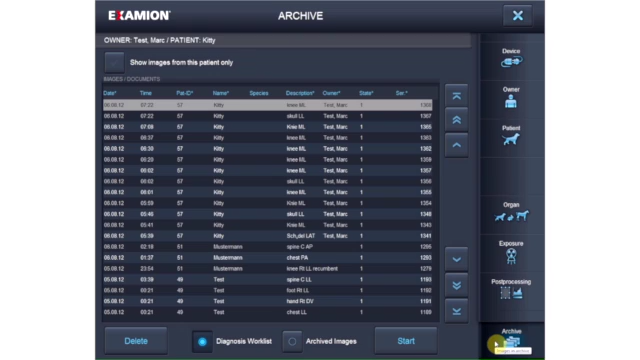 EXAMION
ARCHIVE
OWNER: Test, Marc / PATIENT: Kitty
Show images from this patient only
IMAGES / DOCUMENTS
Date* Time Pat-ID* Name* Species Description* Owner* State* Ser.*
06.08.12 07:22 57 Kitty knee ML Test, Marc 1 1368
06.08.12 07:22 57 Kitty skull LL Test, Marc 1 1367
06.08.12 07:08 57 Kitty Knie ML Test, Marc 1 1365
06.08.12 06:37 57 Kitty knee ML Test, Marc 1 1363
06.08.12 06:30 57 Kitty knee ML Test, Marc 1 1362
06.08.12 06:20 57 Kitty knee ML Test, Marc 1 1359
06.08.12 06:02 57 Kitty knee ML Test, Marc 1 1357
06.08.12 06:02 57 Kitty skull LL Test, Marc 1 1356
06.08.12 06:01 57 Kitty knee ML Test, Marc 1 1355
06.08.12 05:59 57 Kitty Knie ML Test, Marc 1 1354
06.08.12 05:46 57 Kitty skull LL Test, Marc 1 1348
06.08.12 05:41 57 Kitty Knie ML Test, Marc 1 1343
06.08.12 05:39 57 Kitty Sch,del LAT Test, Marc 1 1341
06.08.12 02:18 51 Mustermann spine C AP 1 1295
06.08.12 01:37 51 Mustermann chest PA 1 1293
05.08.12 23:54 51 Mustermann knee Rt LL recumbent 1 1279
05.08.12 03:39 49 Test spine C LL 1 1193
05.08.12 00:21 49 Test foot Rt LL 1 1192
05.08.12 00:21 49 Test hand Rt DV 1 1191
05.08.12 00:21 49 Test chest LL 1 1189
Delete
Diagnosis Worklist
Archived Images
Start
Device
Owner
Patient
Organ
Exposure
Postprocessing
Archive